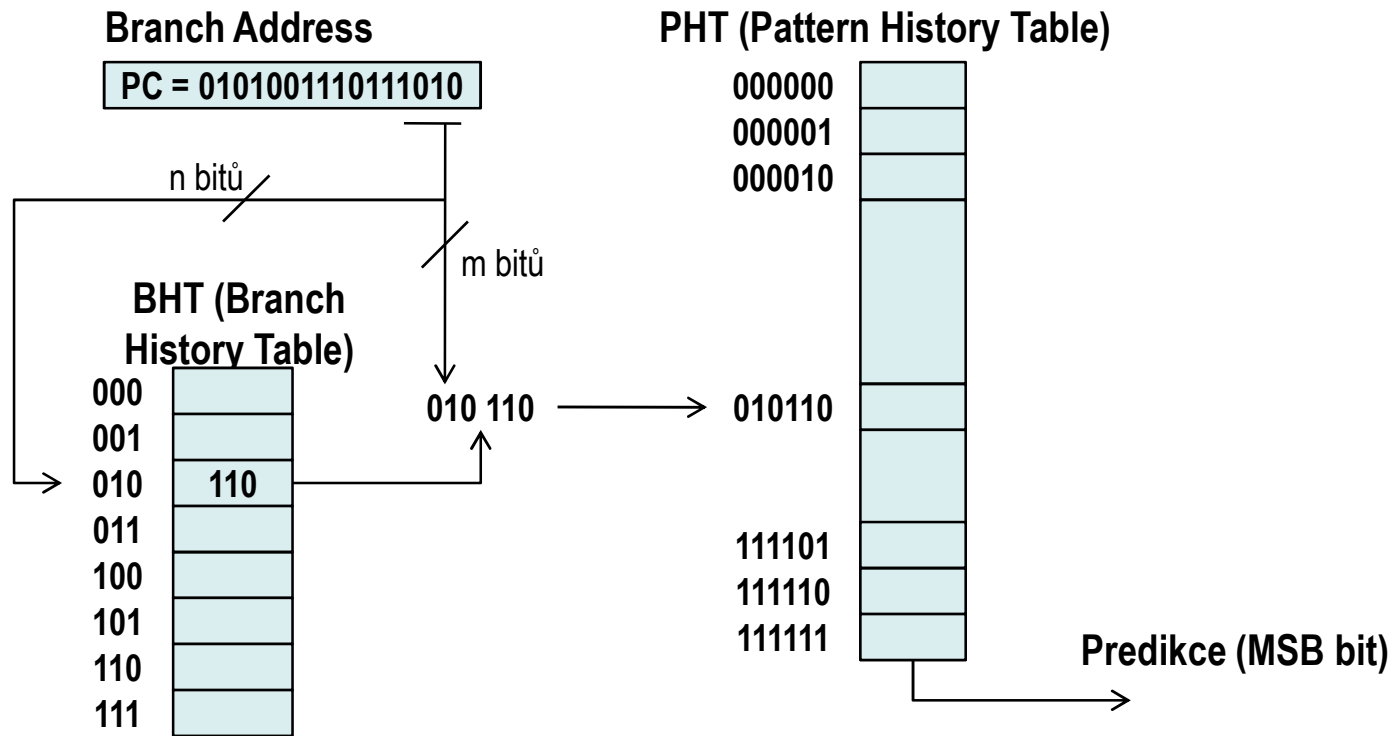 Branch Address
PC = 0101001110111010
n bitů
m bitů
BHT (Branch
History Table)
000
001
010 110
011
100
101
110
111
010 110
PHT (Pattern History Table)
000000
000001
000010
010110
111101
111110
111111
Predikce (MSB bit)